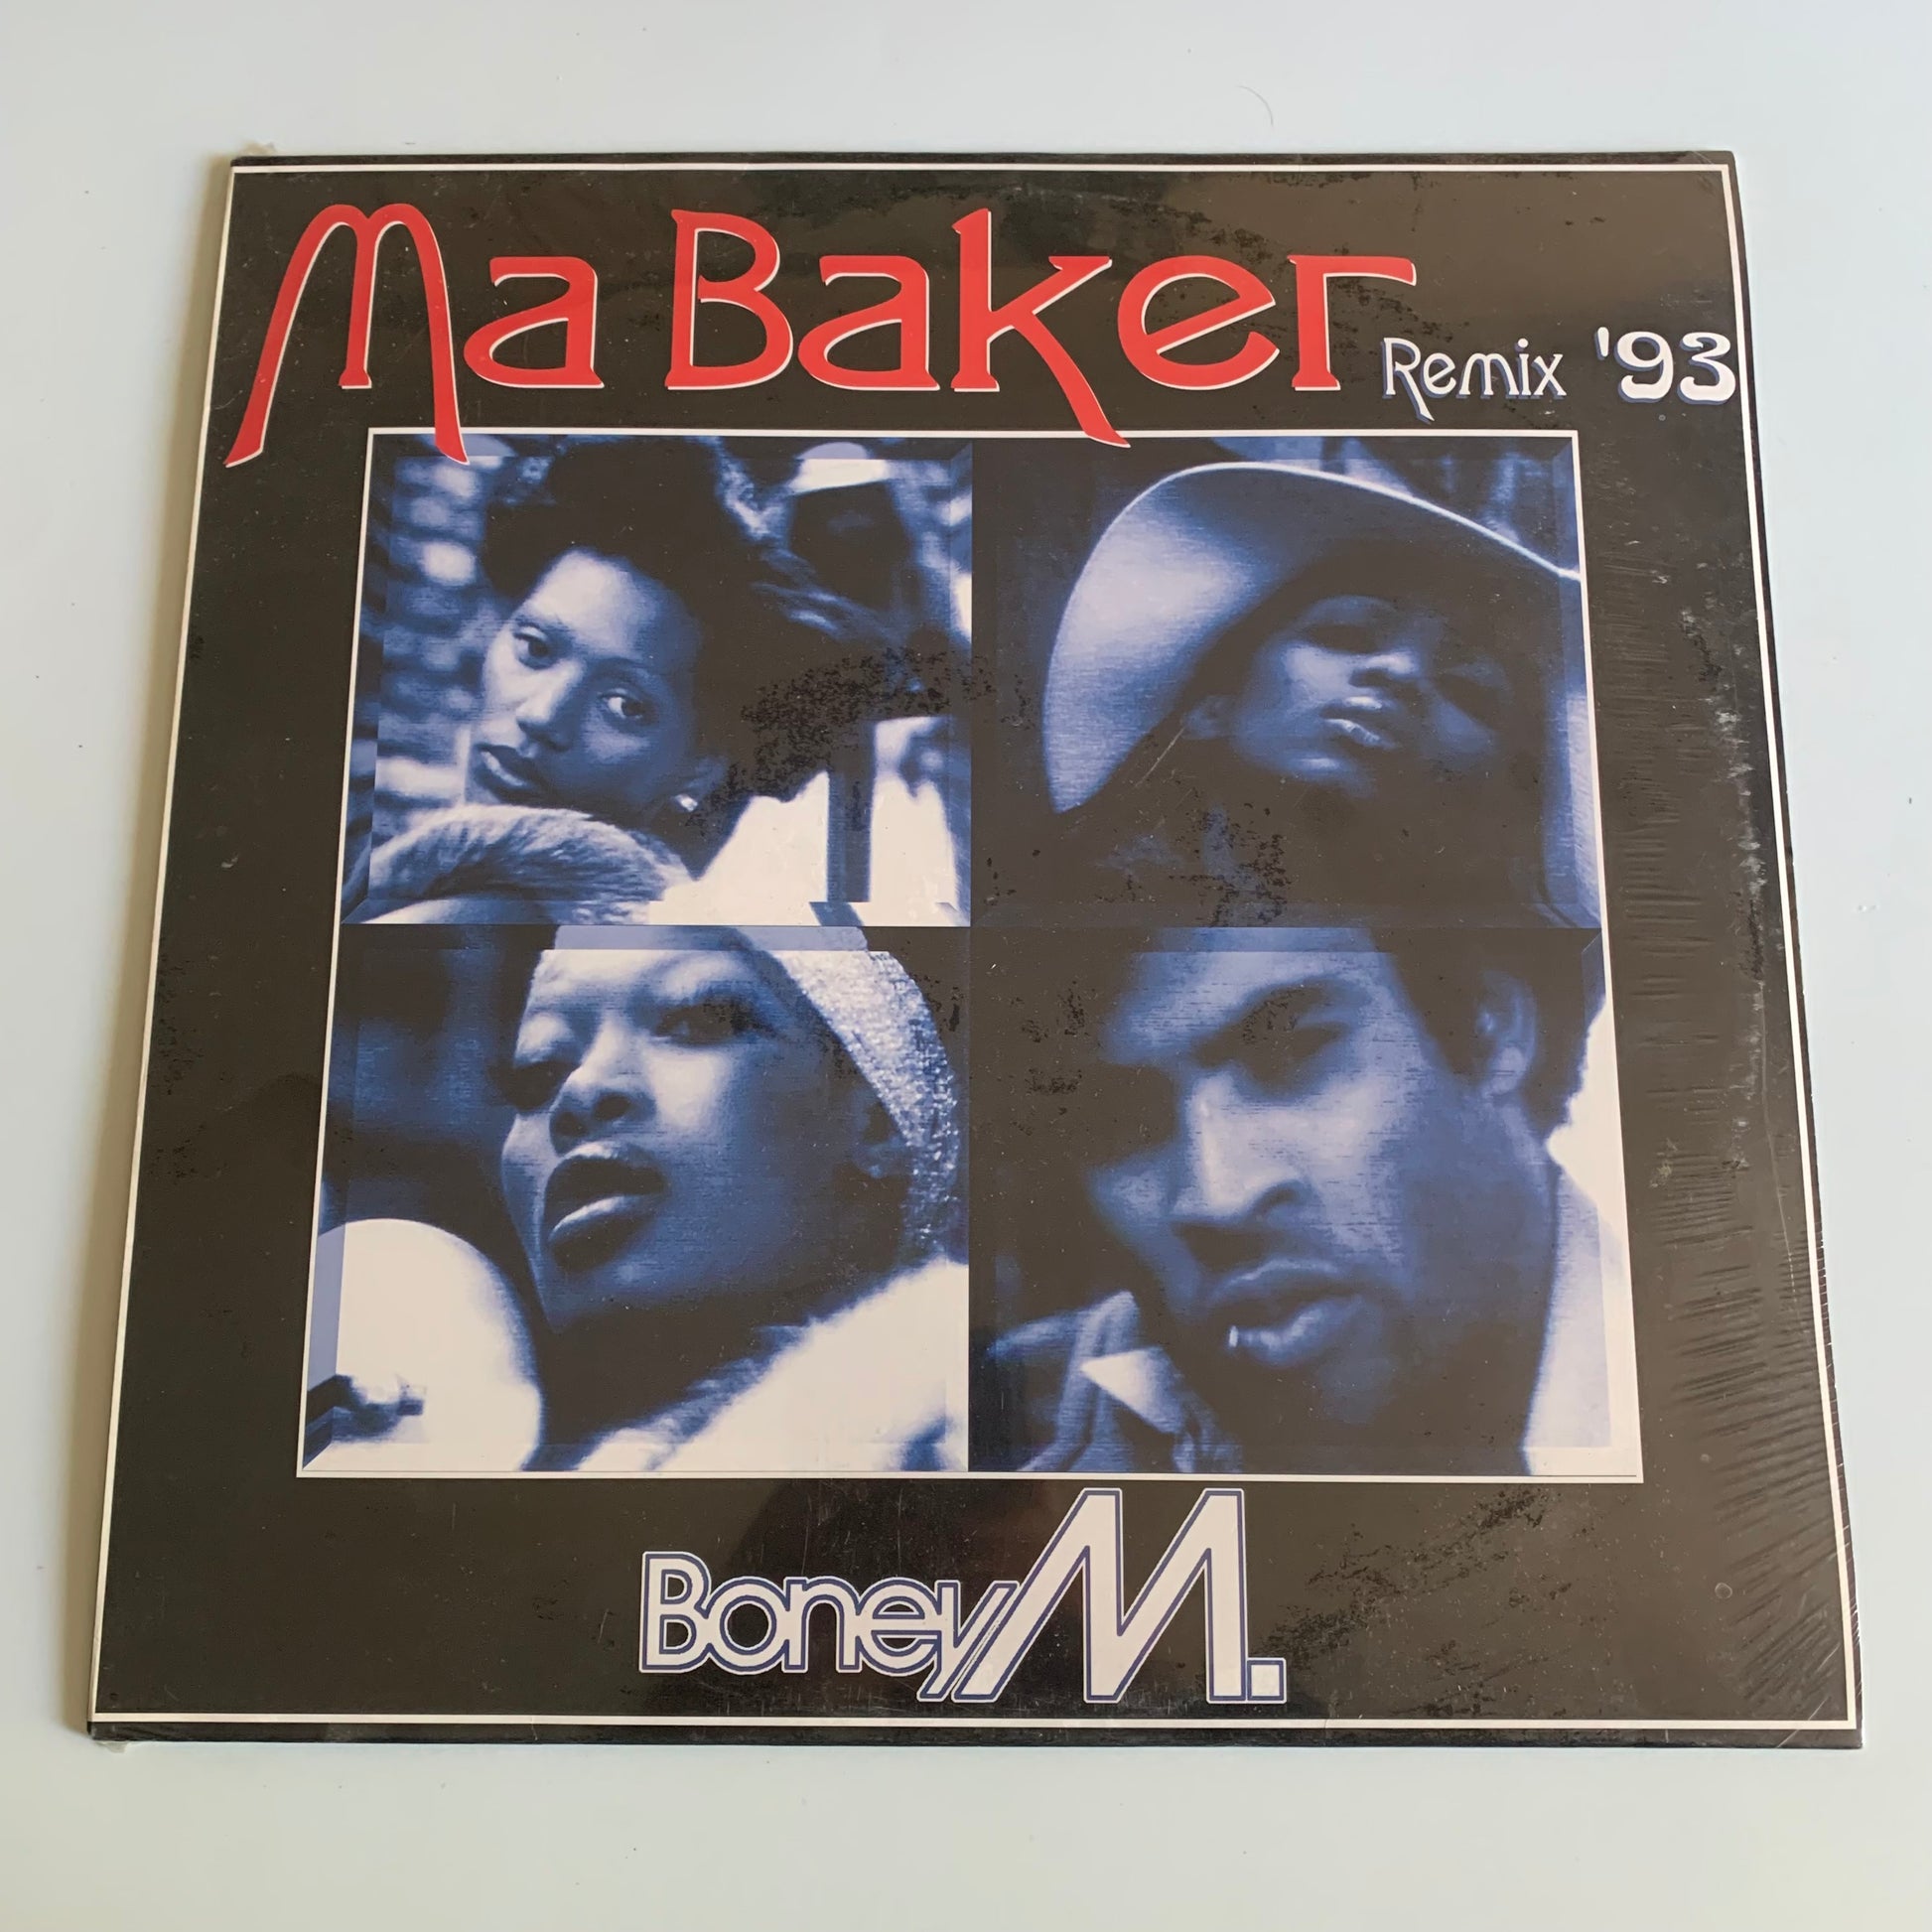 Ma Baker
Remix '93
Boney M.